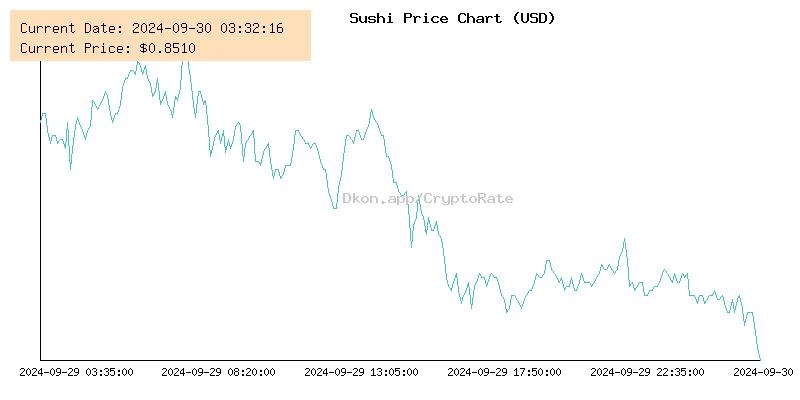 Sushi Price Chart (USD)
Current Date: 2024-09-30 03:32:16
Current Price: $0.8510
Dkon.app/CryptoRate
2024-09-29 03:35:00 2024-09-29 08:20:00 2024-09-29 13:05:00 2024-09-29 17:50:00 2024-09-29 22:35:00 2024-09-30